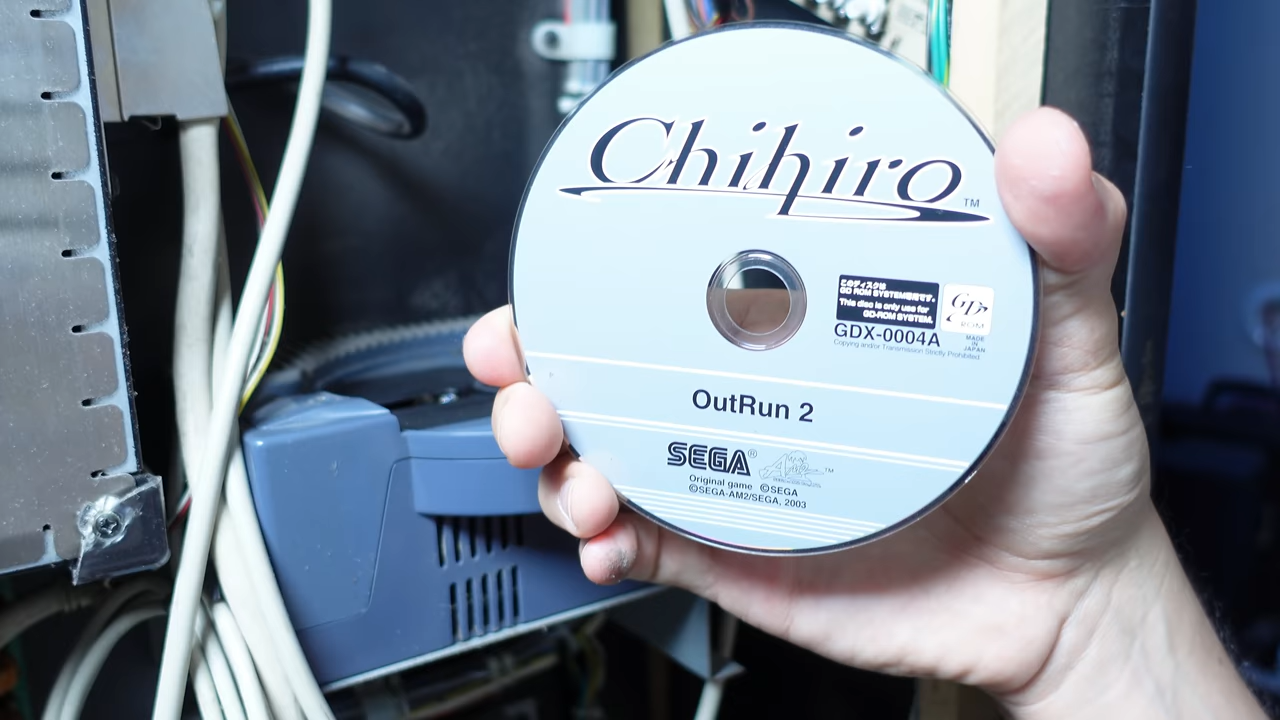 Chihiro™
このディスクは
GD ROM SYSTEM専用です。
This disc is only use for
GD-ROM SYSTEM.
GD
ROM
GDX-0004A
MADE
IN
JAPAN
Copying and/or Transmission Strictly Prohibited
OutRun 2
SEGA®
™
Original game ©SEGA
©SEGA-AM2/SEGA, 2003